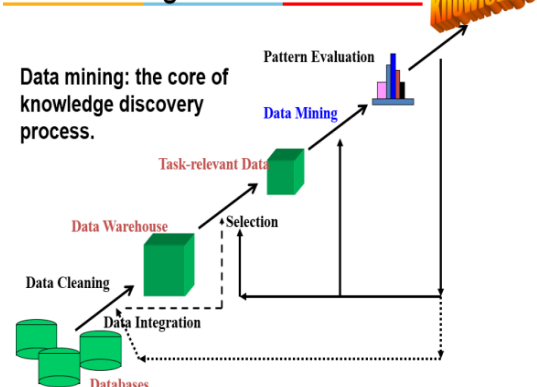 Pattern Evaluation
Data mining: the core of
knowledge discovery
process.
Data Mining
Task-relevant Data
Selection
Data Warehouse
Data Cleaning
Data Integration
Databases